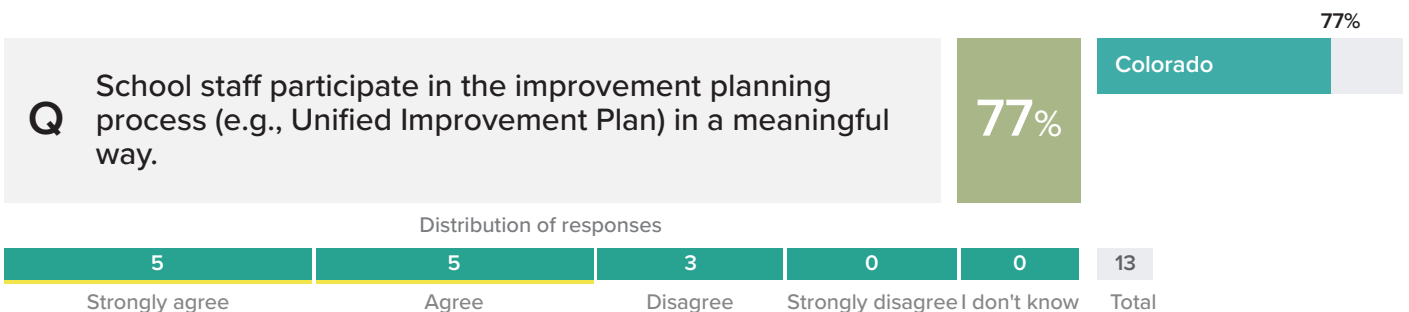 77%
Q
School staff participate in the improvement planning
process (e.g., Unified Improvement Plan) in a meaningful
way.
77%
Colorado
Distribution of responses
5 5 3 0 0 13
Strongly agree Agree Disagree Strongly disagree I don't know Total